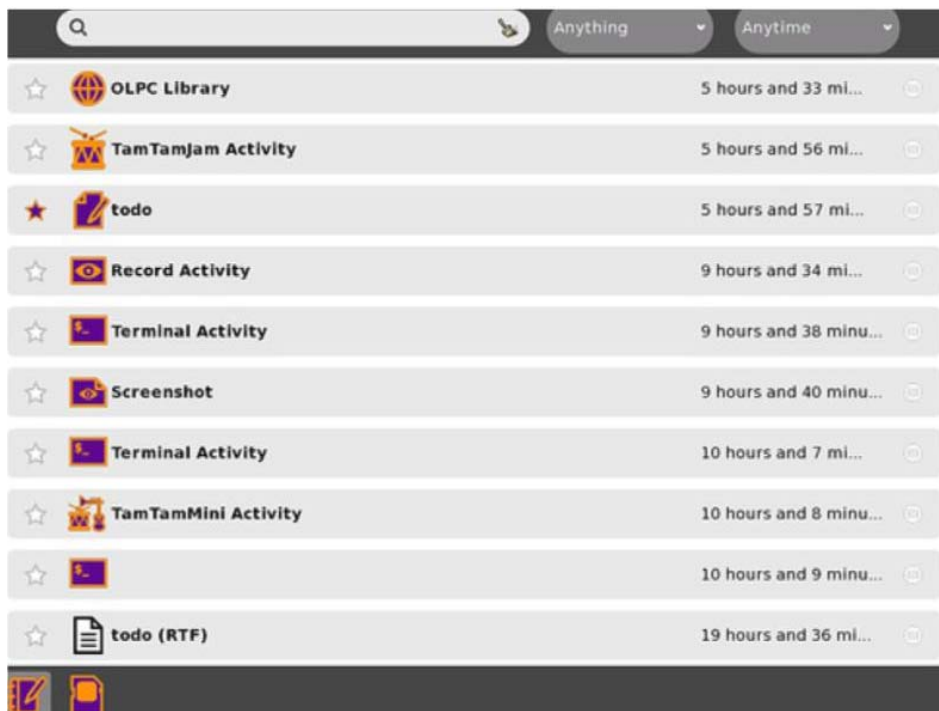 Anything Anytime
OLPC Library 5 hours and 33 mi...
TamTamJam Activity 5 hours and 56 mi...
todo 5 hours and 57 mi...
Record Activity 9 hours and 34 mi...
$_ Terminal Activity 9 hours and 38 minu...
Screenshot 9 hours and 40 minu...
$_ Terminal Activity 10 hours and 7 mi...
TamTamMini Activity 10 hours and 8 minu...
$_ 10 hours and 9 minu...
todo (RTF) 19 hours and 36 mi...